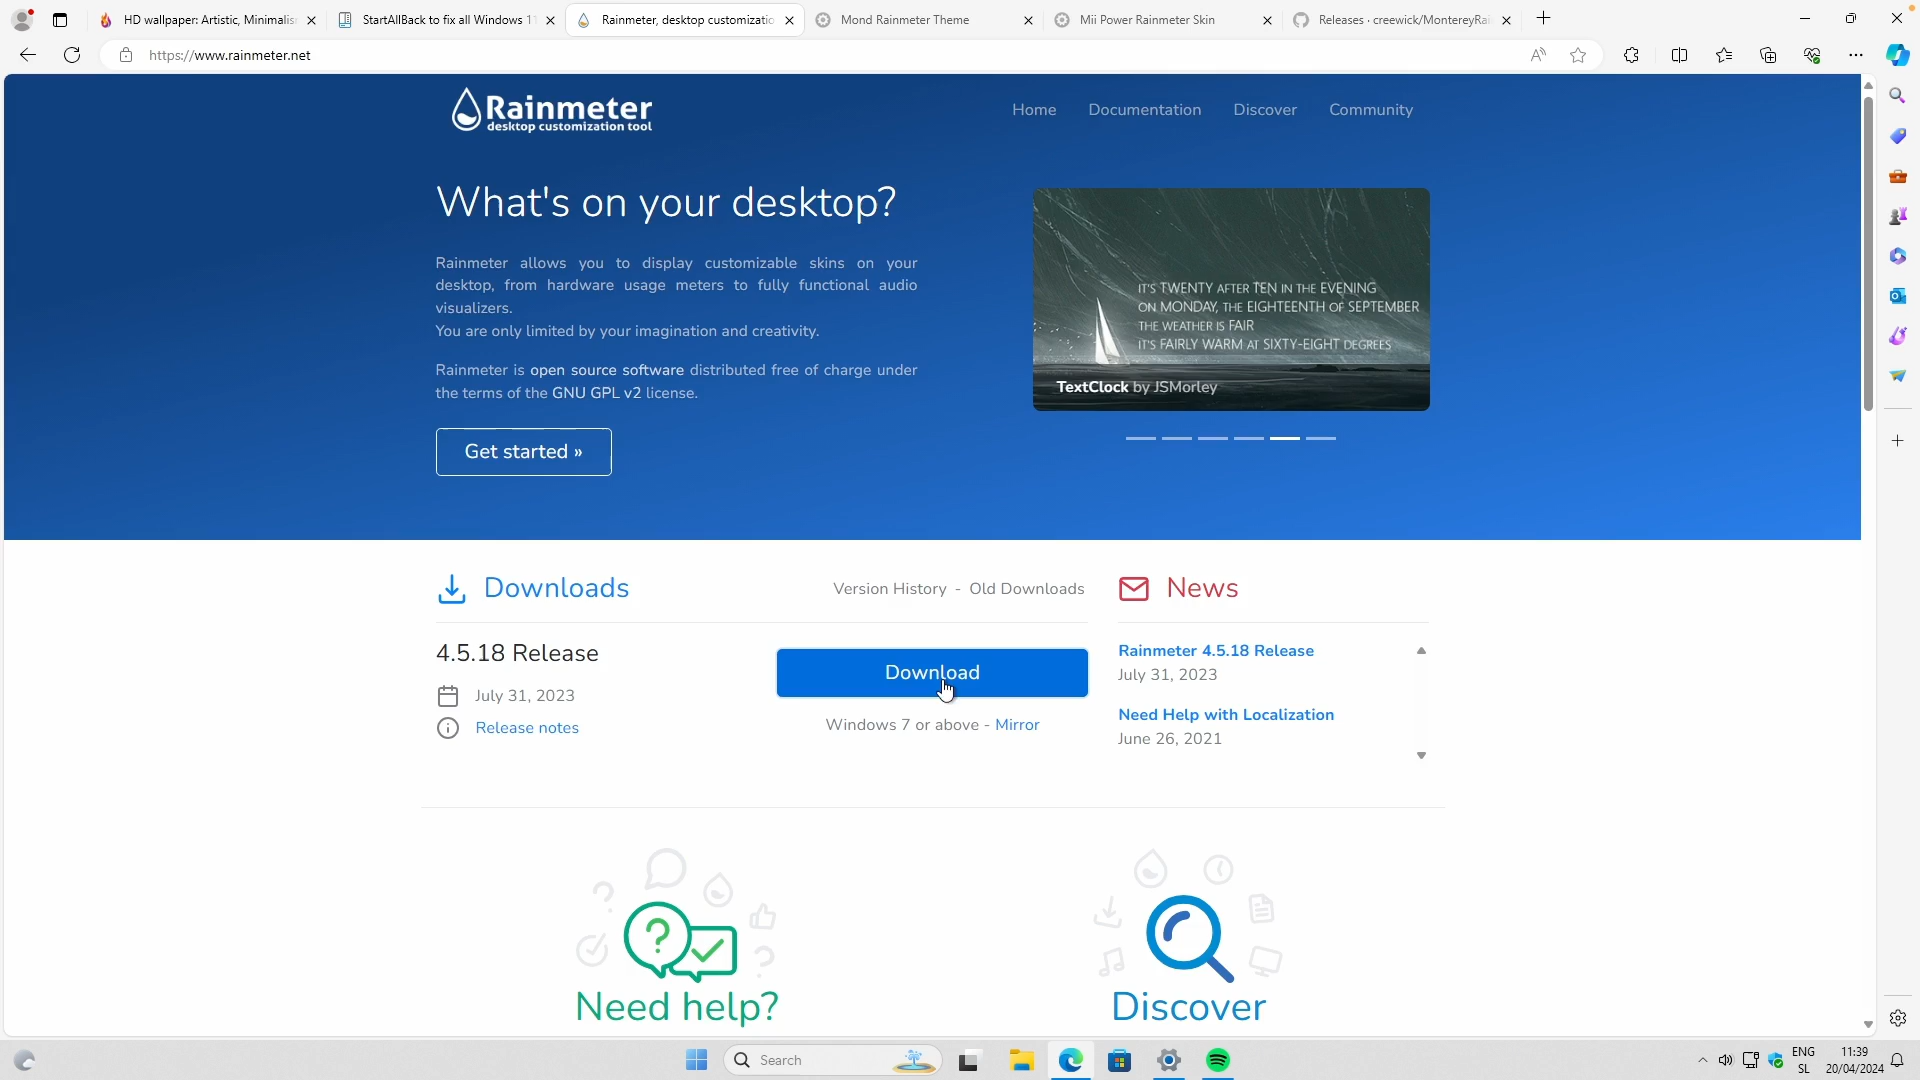 HD wallpaper: Artistic, Minimalis
StartAllBack to fix all Windows 11
Rainmeter, desktop customizatio
Mond Rainmeter Theme
Mii Power Rainmeter Skin
Releases · creewick/MontereyRai
https://www.rainmeter.net
Rainmeter
desktop customization tool
Home
Documentation
Discover
Community
What's on your desktop?
Rainmeter allows you to display customizable skins on your
desktop, from hardware usage meters to fully functional audio
visualizers.
You are only limited by your imagination and creativity.
Rainmeter is open source software distributed free of charge under
the terms of the GNU GPL v2 license.
Get started »
IT'S TWENTY AFTER TEN IN THE EVENING
ON MONDAY, THE EIGHTEENTH OF SEPTEMBER
THE WEATHER IS FAIR
IT'S FAIRLY WARM AT SIXTY-EIGHT DEGREES
TextClock by JSMorley
Downloads
Version History - Old Downloads
4.5.18 Release
July 31, 2023
Release notes
Download
Windows 7 or above - Mirror
News
Rainmeter 4.5.18 Release
July 31, 2023
Need Help with Localization
June 26, 2021
Need help?
Discover
Search
ENG
SL
11:39
20/04/2024